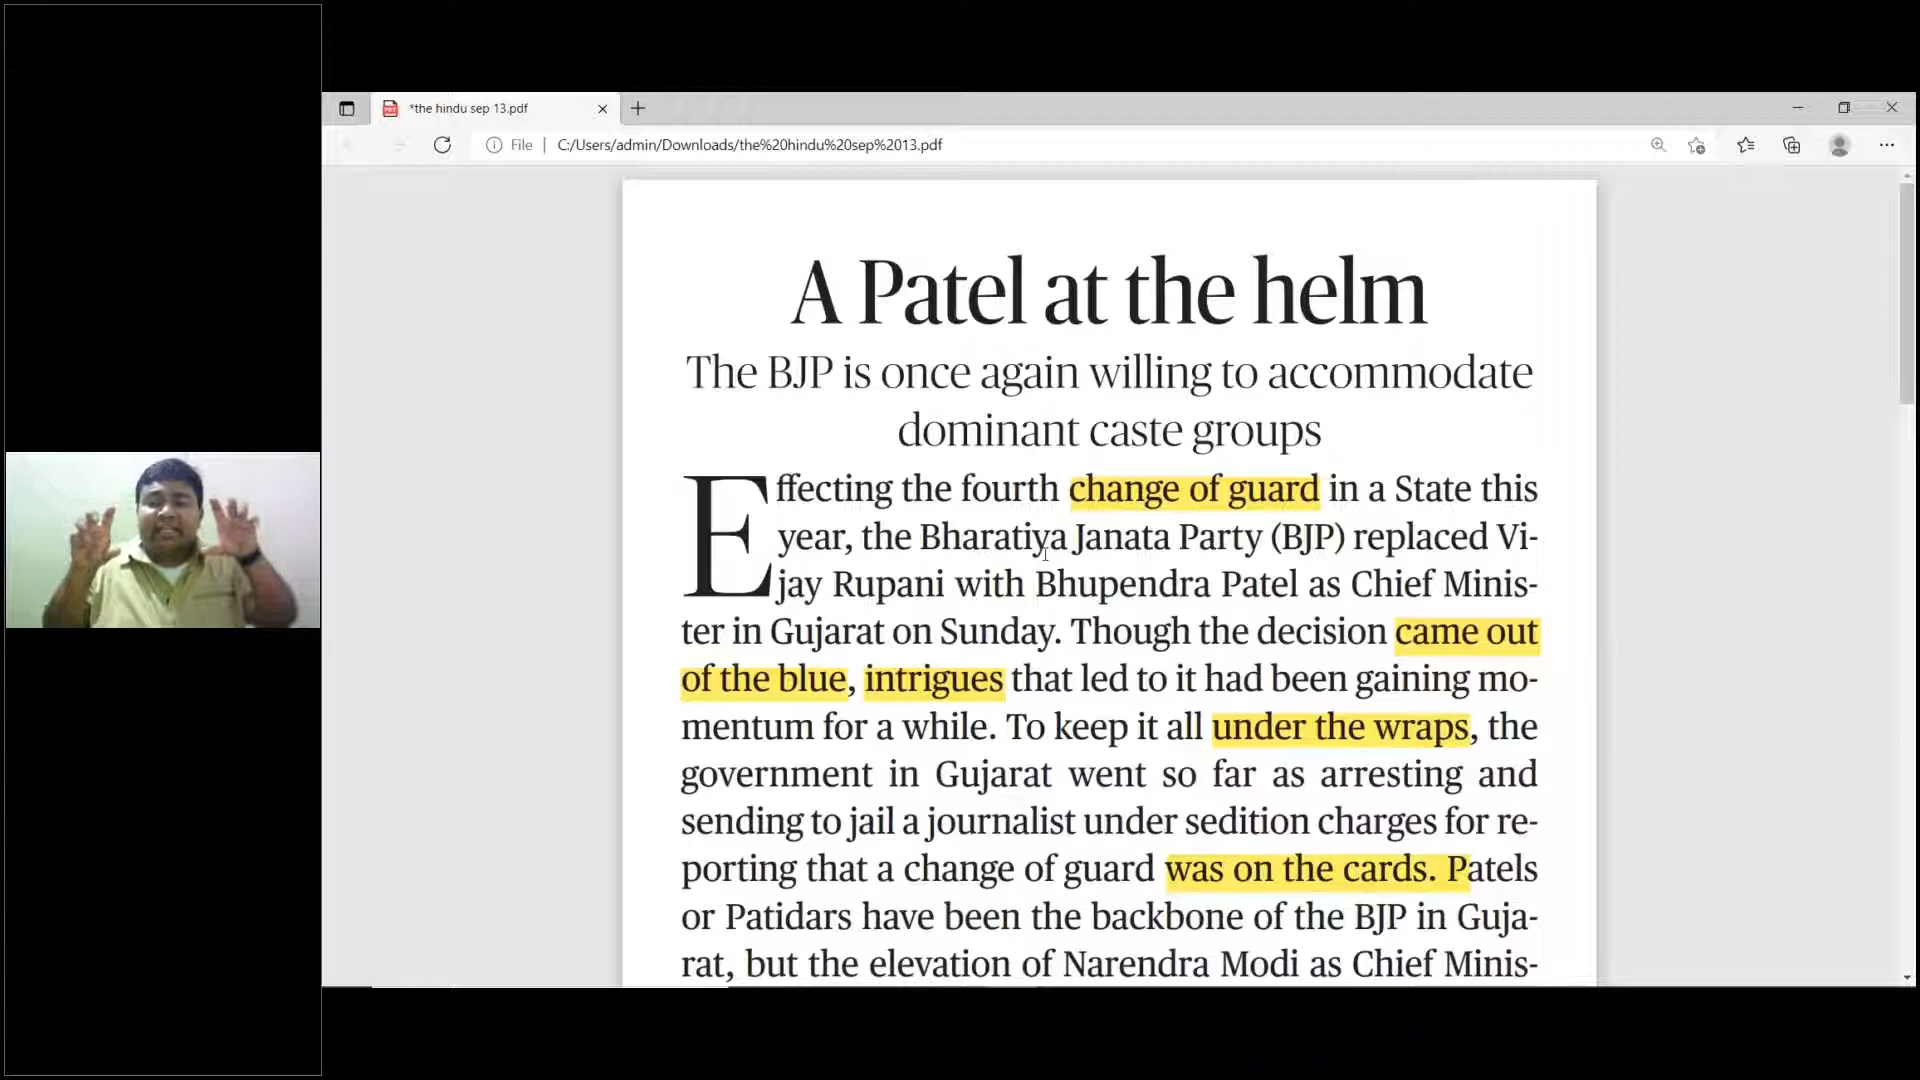 *the hindu sep 13.pdf
File
C:/Users/admin/Downloads/the%20hindu%20sep%2013.pdf
A Patel at the helm
The BJP is once again willing to accommodate
dominant caste groups
Effecting the fourth change of guard in a State this
year, the Bharatiya Janata Party (BJP) replaced Vi-
jay Rupani with Bhupendra Patel as Chief Minis-
ter in Gujarat on Sunday. Though the decision came out
of the blue, intrigues that led to it had been gaining mo-
mentum for a while. To keep it all under the wraps, the
government in Gujarat went so far as arresting and
sending to jail a journalist under sedition charges for re-
porting that a change of guard was on the cards. Patels
or Patidars have been the backbone of the BJP in Guja-
rat, but the elevation of Narendra Modi as Chief Minis-